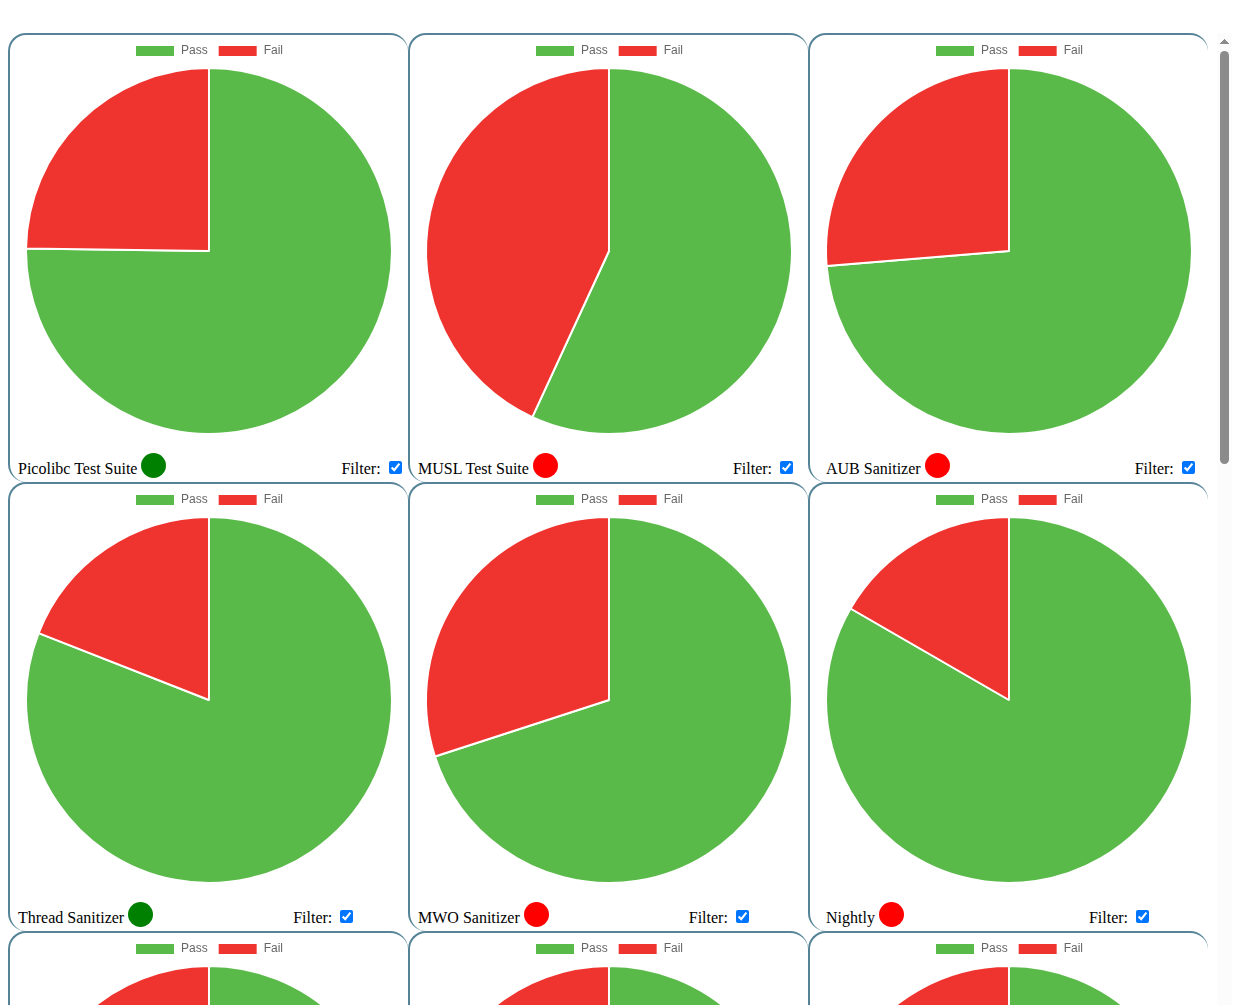 Pass Fail
Pass Fail
Pass Fail
Picolibc Test Suite Filter:
MUSL Test Suite Filter:
AUB Sanitizer Filter:
Pass Fail
Pass Fail
Pass Fail
Thread Sanitizer Filter:
MWO Sanitizer Filter:
Nightly Filter:
Pass Fail
Pass Fail
Pass Fail